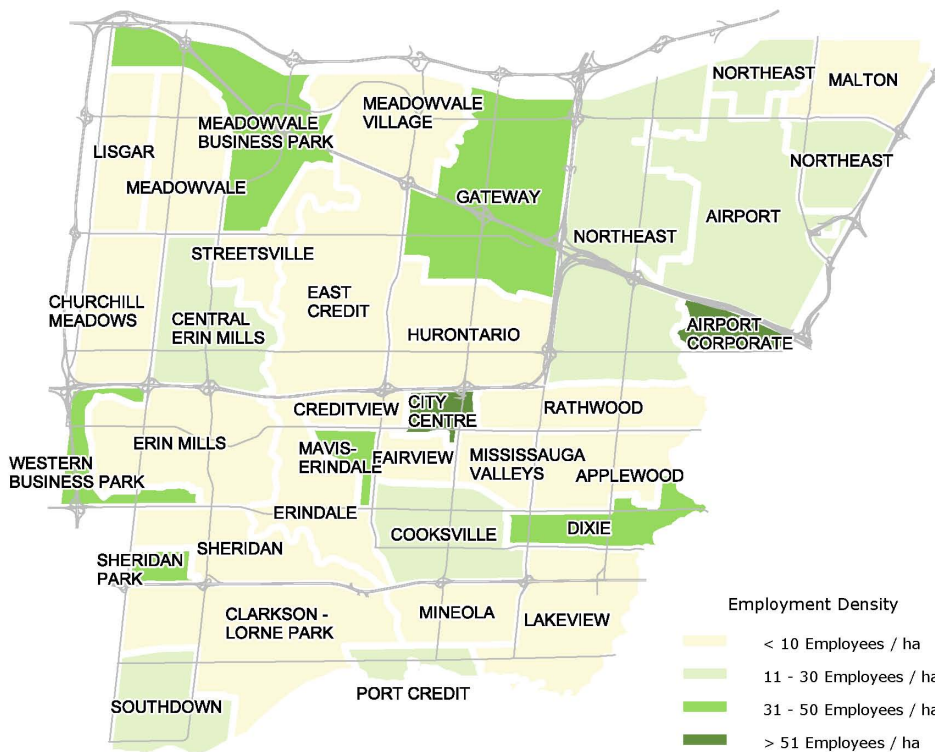 NORTHEAST
MALTON
MEADOWVALE
VILLAGE
MEADOWVALE
BUSINESS PARK
LISGAR
NORTHEAST
MEADOWVALE
GATEWAY
AIRPORT
NORTHEAST
STREETSVILLE
EAST
CREDIT
CHURCHILL
MEADOWS
CENTRAL
ERIN MILLS
HURONTARIO
AIRPORT
CORPORATE
CREDITVIEW
CITY
CENTRE
RATHWOOD
ERIN MILLS
MAVIS-
ERINDALE
FAIRVIEW
MISSISSAUGA
VALLEYS
WESTERN
BUSINESS PARK
APPLEWOOD
ERINDALE
COOKSVILLE
DIXIE
SHERIDAN
SHERIDAN
PARK
CLARKSON -
LORNE PARK
MINEOLA
LAKEVIEW
PORT CREDIT
SOUTHDOWN
Employment Density
< 10 Employees / ha
11 - 30 Employees / ha
31 - 50 Employees / ha
> 51 Employees / ha